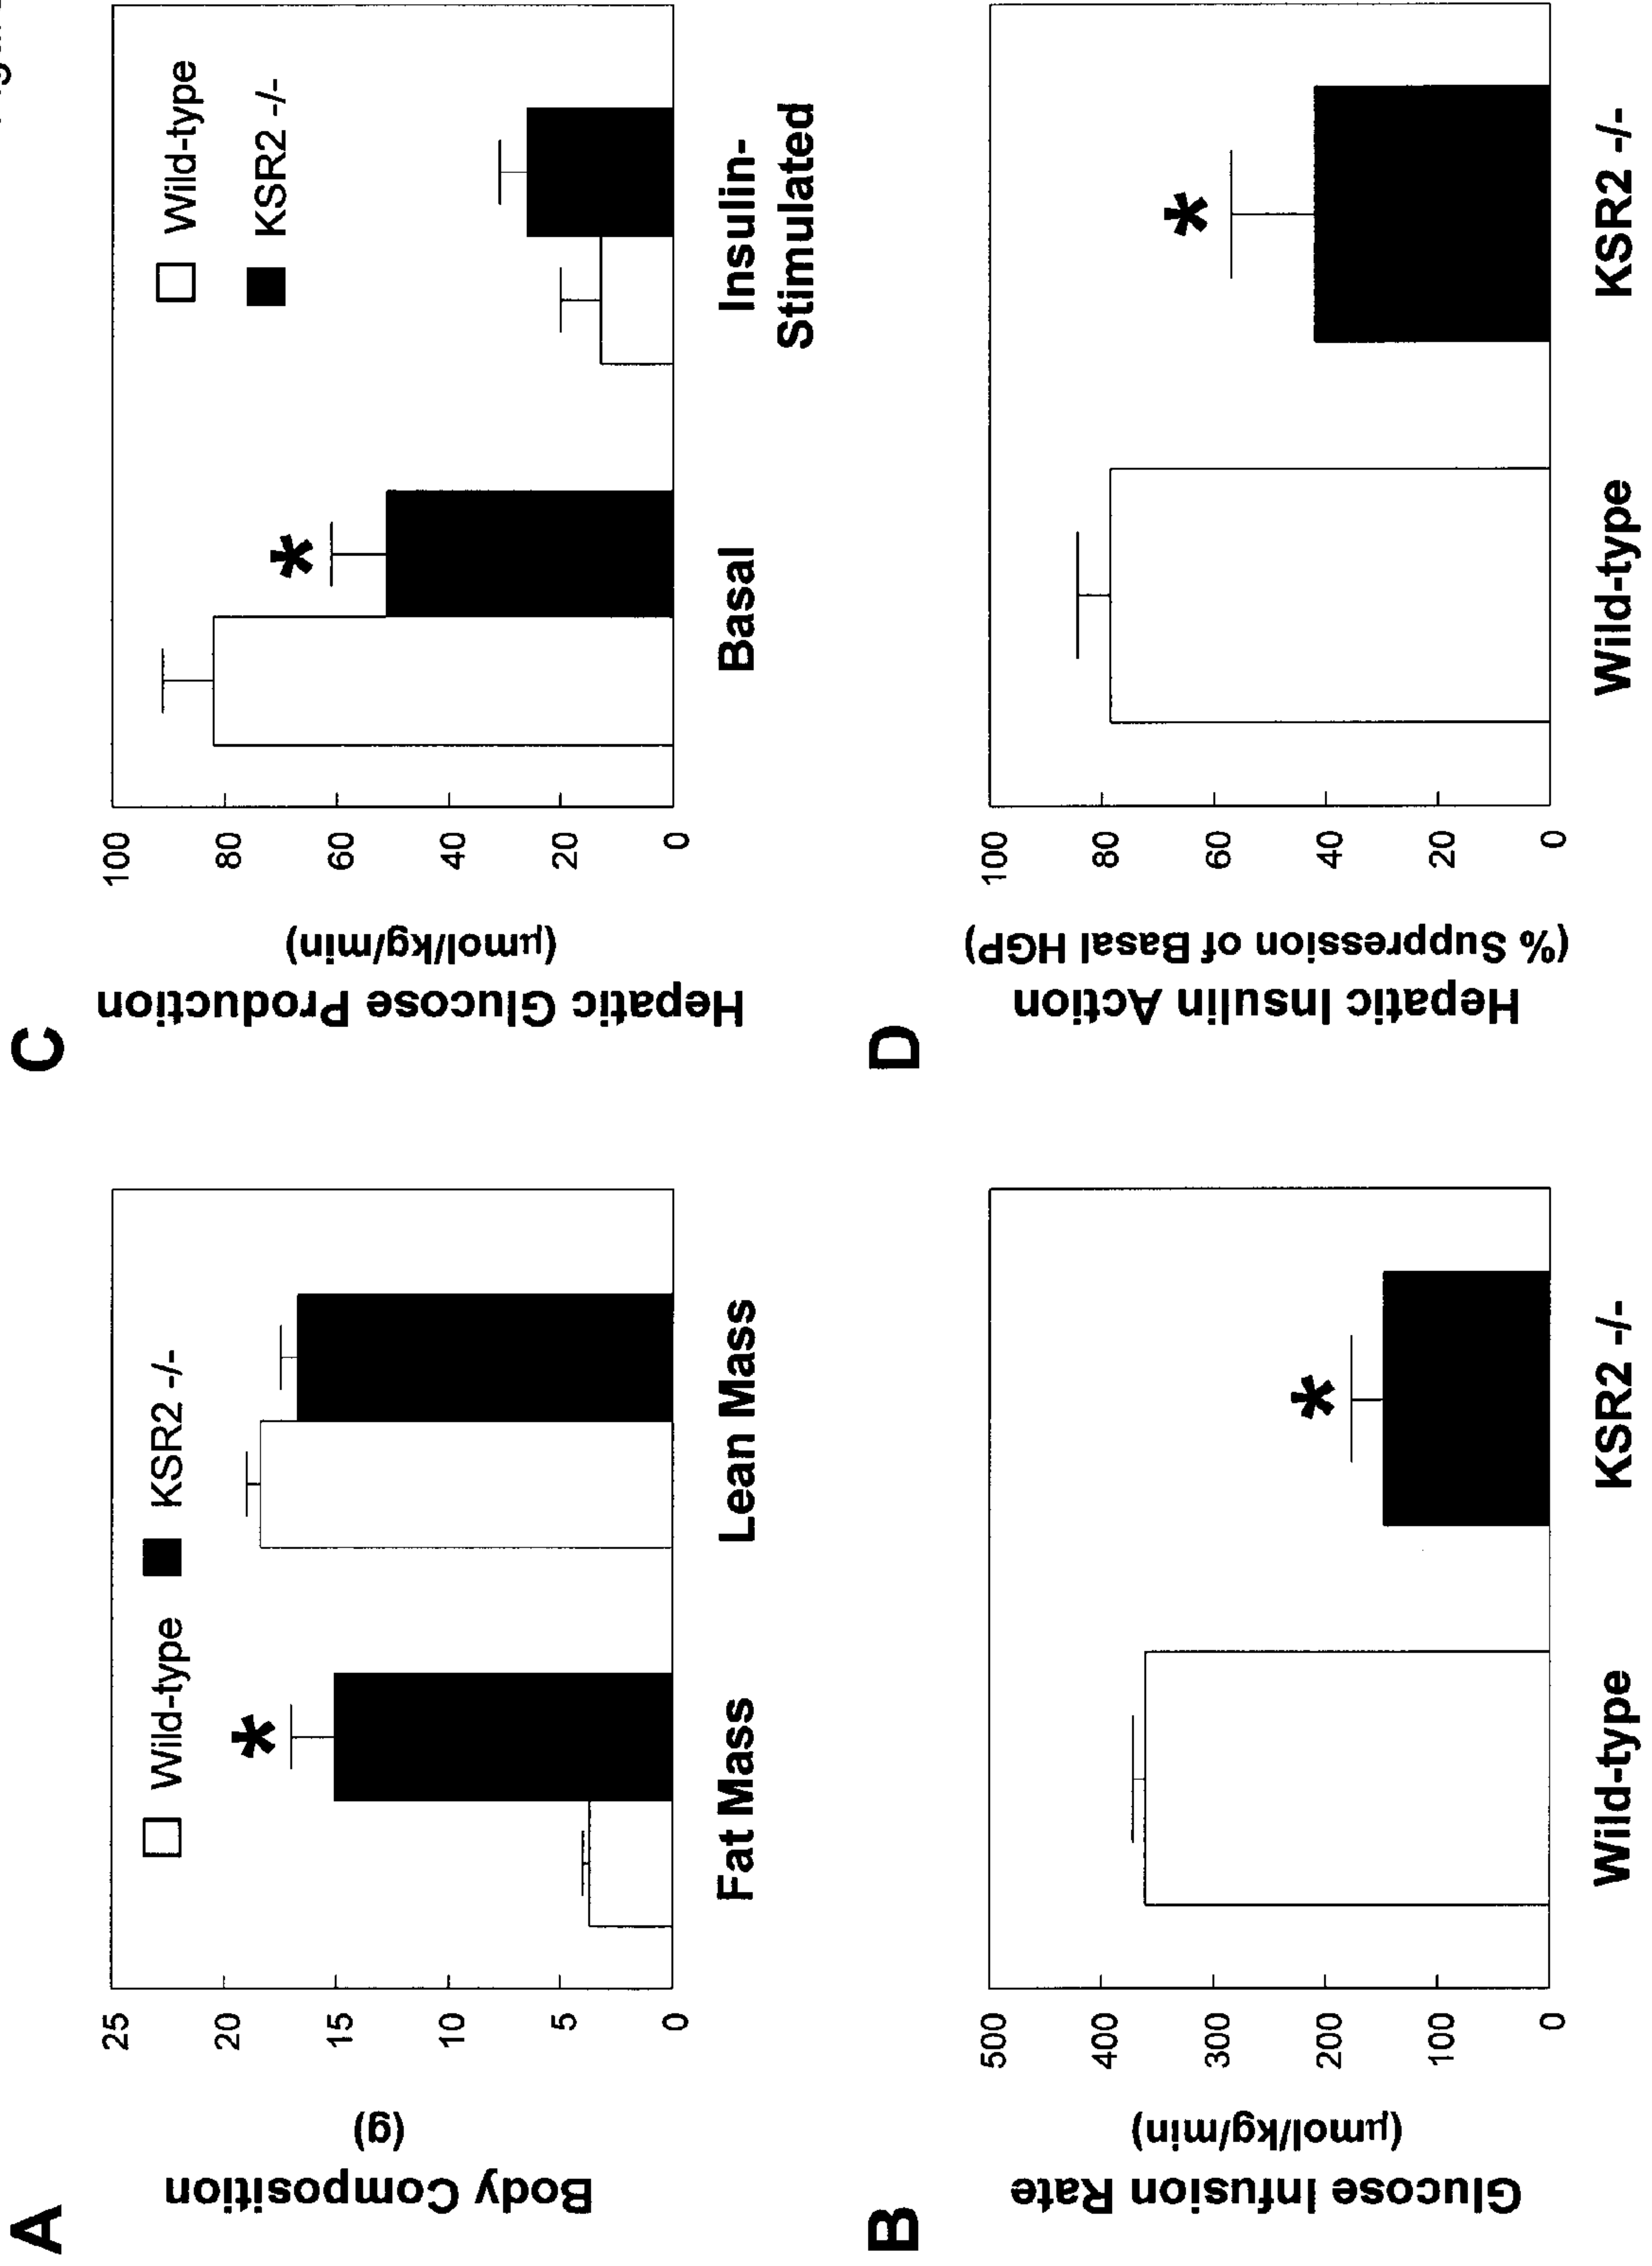 A
Body Composition
(g)
25
20
15
10
5
0
Wild-type
KSR2 -/-
*
Fat Mass
Lean Mass
B
Glucose Infusion Rate
(µmol/kg/min)
500
400
300
200
100
0
*
Wild-type
KSR2 -/-
C
Hepatic Glucose Production
(µmol/kg/min)
100
80
60
40
20
0
Wild-type
KSR2 -/-
*
Basal
Insulin-
Stimulated
D
Hepatic Insulin Action
(% Suppression of Basal HGP)
100
80
60
40
20
0
*
Wild-type
KSR2 -/-